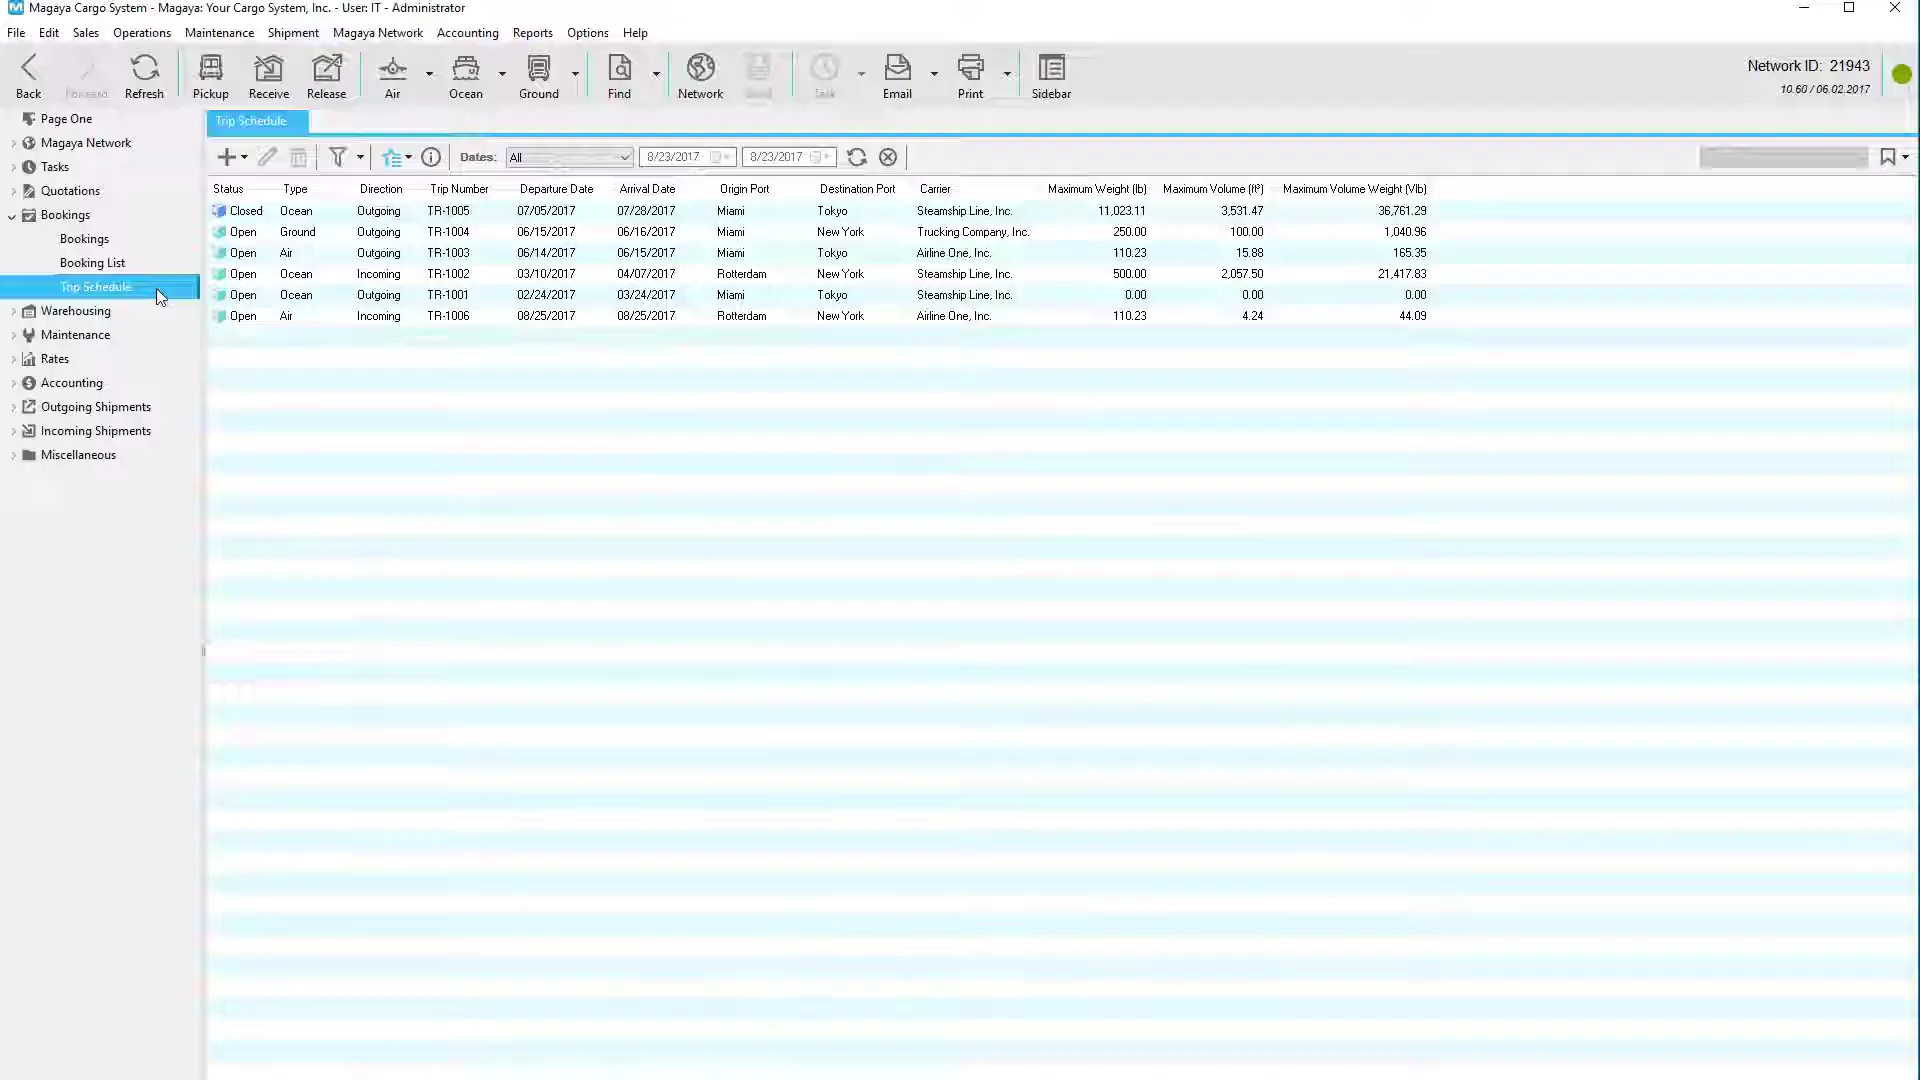 Magaya Cargo System - Magaya: Your Cargo System, Inc. - User: IT - Administrator
File Edit Sales Operations Maintenance Shipment Magaya Network Accounting Reports Options Help
Back Forward Refresh Pickup Receive Release Air Ocean Ground Find Network Email Print Sidebar
Network ID: 21943
10.60 / 06.02.2017
Page One
Magaya Network
Tasks
Quotations
Bookings
Bookings
Booking List
Trip Schedule
Warehousing
Maintenance
Rates
Accounting
Outgoing Shipments
Incoming Shipments
Miscellaneous
Trip Schedule
Dates: All 8/23/2017 8/23/2017
Status Type Direction Trip Number Departure Date Arrival Date Origin Port Destination Port Carrier Maximum Weight (lb) Maximum Volume (ft³) Maximum Volume Weight (Vlb)
Closed Ocean Outgoing TR-1005 07/05/2017 07/28/2017 Miami Tokyo Steamship Line, Inc. 11,023.11 3,531.47 36,761.29
Open Ground Outgoing TR-1004 06/15/2017 06/16/2017 Miami New York Trucking Company, Inc. 250.00 100.00 1,040.96
Open Air Outgoing TR-1003 06/14/2017 06/15/2017 Miami Tokyo Airline One, Inc. 110.23 15.88 165.35
Open Ocean Incoming TR-1002 03/10/2017 04/07/2017 Rotterdam New York Steamship Line, Inc. 500.00 2,057.50 21,417.83
Open Ocean Outgoing TR-1001 02/24/2017 03/24/2017 Miami Tokyo Steamship Line, Inc. 0.00 0.00 0.00
Open Air Incoming TR-1006 08/25/2017 08/25/2017 Rotterdam New York Airline One, Inc. 110.23 4.24 44.09